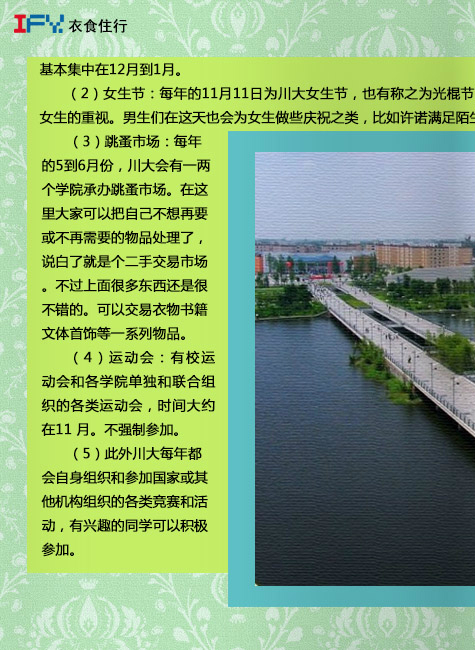 IFY 衣食住行
基本集中在12月到1月。
（2）女生节：每年的11月11日为川大女生节，也有称之为光棍节
女生的重视。男生们在这天也会为女生做些庆祝之类，比如许诺满足陌生
（3）跳蚤市场：每年
的5到6月份，川大会有一两
个学院承办跳蚤市场。在这
里大家可以把自己不想再要
或不再需要的物品处理了，
说白了就是个二手交易市场
。不过上面很多东西还是很
不错的。可以交易衣物书籍
文体首饰等一系列物品。
（4）运动会：有校运
动会和各学院单独和联合组
织的各类运动会，时间大约
在11 月。不强制参加。
（5）此外川大每年都
会自身组织和参加国家或其
他机构组织的各类竞赛和活
动，有兴趣的同学可以积极
参加。